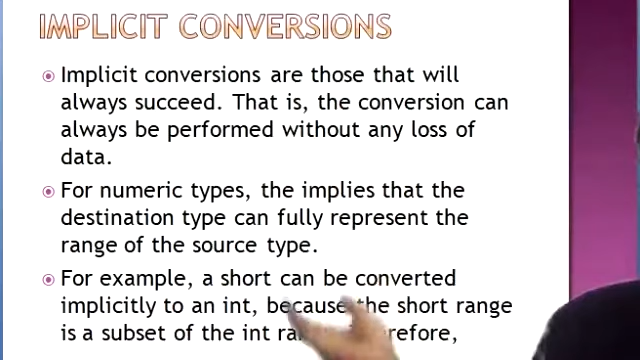 IMPLICIT CONVERSIONS
Implicit conversions are those that will
always succeed. That is, the conversion can
always be performed without any loss of
data.
For numeric types, the implies that the
destination type can fully represent the
range of the source type.
For example, a short can be converted
implicitly to an int, because the short range
is a subset of the int